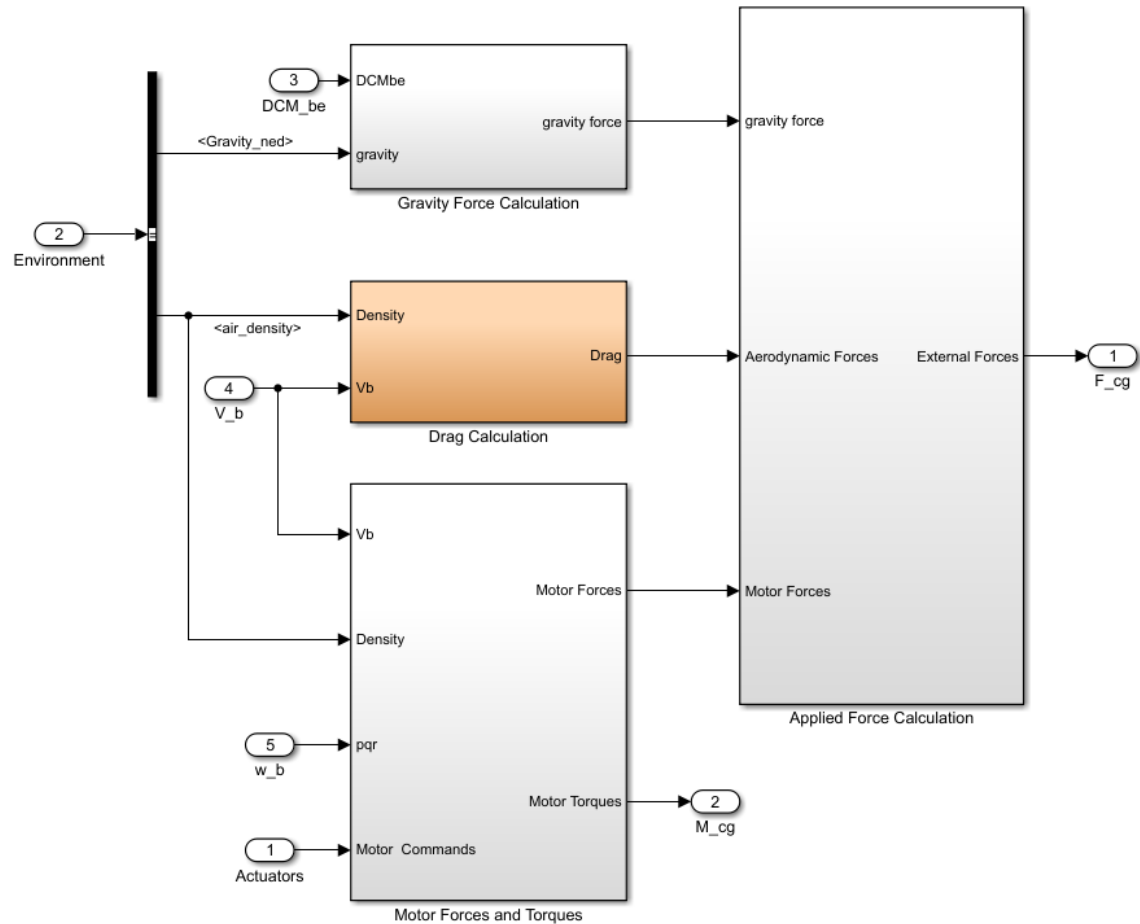 3
DCM_be
DCMbe
gravity force
<Gravity_ned>
gravity
Gravity Force Calculation
2
Environment
<air_density>
Density
Drag
4
V_b
Vb
Drag Calculation
Vb
Motor Forces
Density
5
w_b
pqr
Motor Torques
2
M_cg
1
Actuators
Motor Commands
Motor Forces and Torques
gravity force
Aerodynamic Forces
External Forces
Motor Forces
Applied Force Calculation
1
F_cg